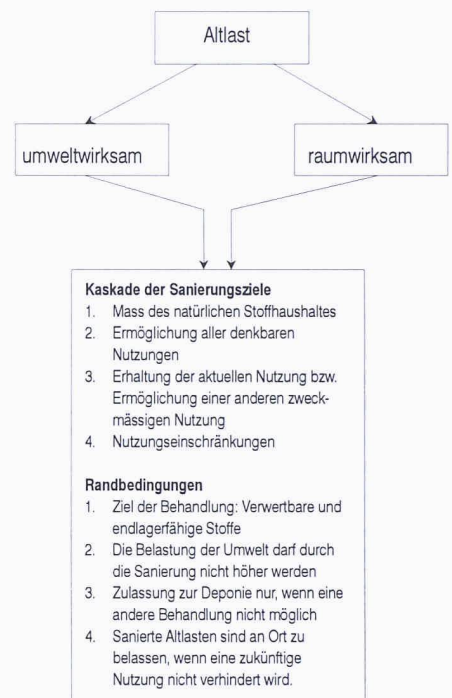 Altlast
umweltwirksam
raumwirksam
Kaskade der Sanierungsziele
1. Mass des natürlichen Stoffhaushaltes
2. Ermöglichung aller denkbaren
Nutzungen
3. Erhaltung der aktuellen Nutzung bzw.
Ermöglichung einer anderen zweck-
mässigen Nutzung
4. Nutzungseinschränkungen
Randbedingungen
1. Ziel der Behandlung: Verwertbare und
endlagerfähige Stoffe
2. Die Belastung der Umwelt darf durch
die Sanierung nicht höher werden
3. Zulassung zur Deponie nur, wenn eine
andere Behandlung nicht möglich
4. Sanierte Altlasten sind an Ort zu
belassen, wenn eine zukünftige
Nutzung nicht verhindert wird.